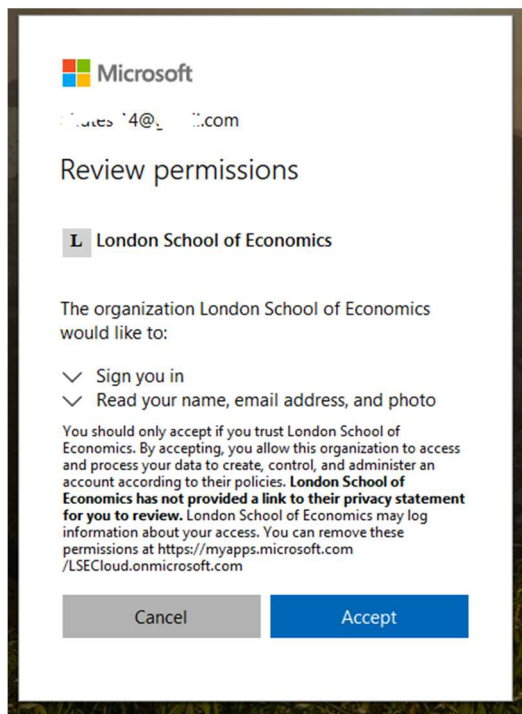 Microsoft
4@ .com
Review permissions
L London School of Economics
The organization London School of Economics
would like to:
Sign you in
Read your name, email address, and photo
You should only accept if you trust London School of
Economics. By accepting, you allow this organization to access
and process your data to create, control, and administer an
account according to their policies. London School of
Economics has not provided a link to their privacy statement
for you to review. London School of Economics may log
information about your access. You can remove these
permissions at https://myapps.microsoft.com
/LSECloud.onmicrosoft.com
Cancel Accept